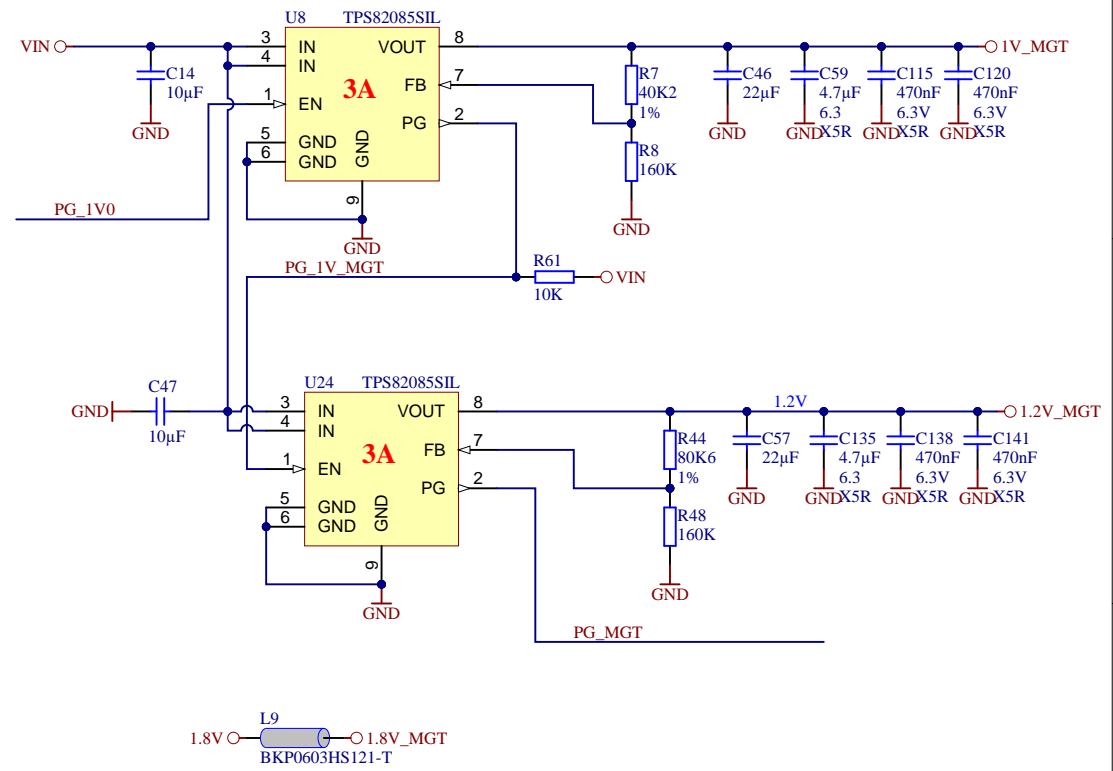 U8 TPS82085SIL
VIN
3 IN VOUT 8
4 IN
1V_MGT
C14
10µF
GND
3A
FB 7
1 EN
PG 2
5 GND
6 GND
GND
9
GND
R7
40K2
1%
R8
160K
GND
C46
22µF
GND
C59
4.7µF
6.3
X5R
GND
C115
470nF
6.3V
X5R
GND
C120
470nF
6.3V
X5R
GND
PG_1V0
PG_1V_MGT
R61
10K
VIN
U24 TPS82085SIL
C47
GND
10µF
3 IN VOUT 8
4 IN
1.2V
1.2V_MGT
3A
FB 7
1 EN
PG 2
5 GND
6 GND
GND
9
GND
R44
80K6
1%
R48
160K
GND
C57
22µF
GND
C135
4.7µF
6.3
X5R
GND
C138
470nF
6.3V
X5R
GND
C141
470nF
6.3V
X5R
GND
PG_MGT
L9
1.8V
1.8V_MGT
BKP0603HS121-T